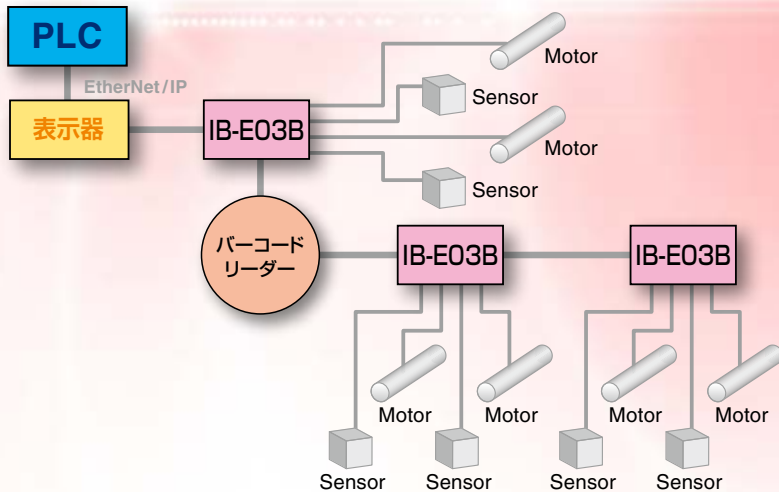 PLC
EtherNet/IP
表示器
IB-E03B
Motor
Sensor
Motor
Sensor
バーコード
リーダー
IB-E03B
IB-E03B
Motor
Motor
Motor
Motor
Sensor
Sensor
Sensor
Sensor